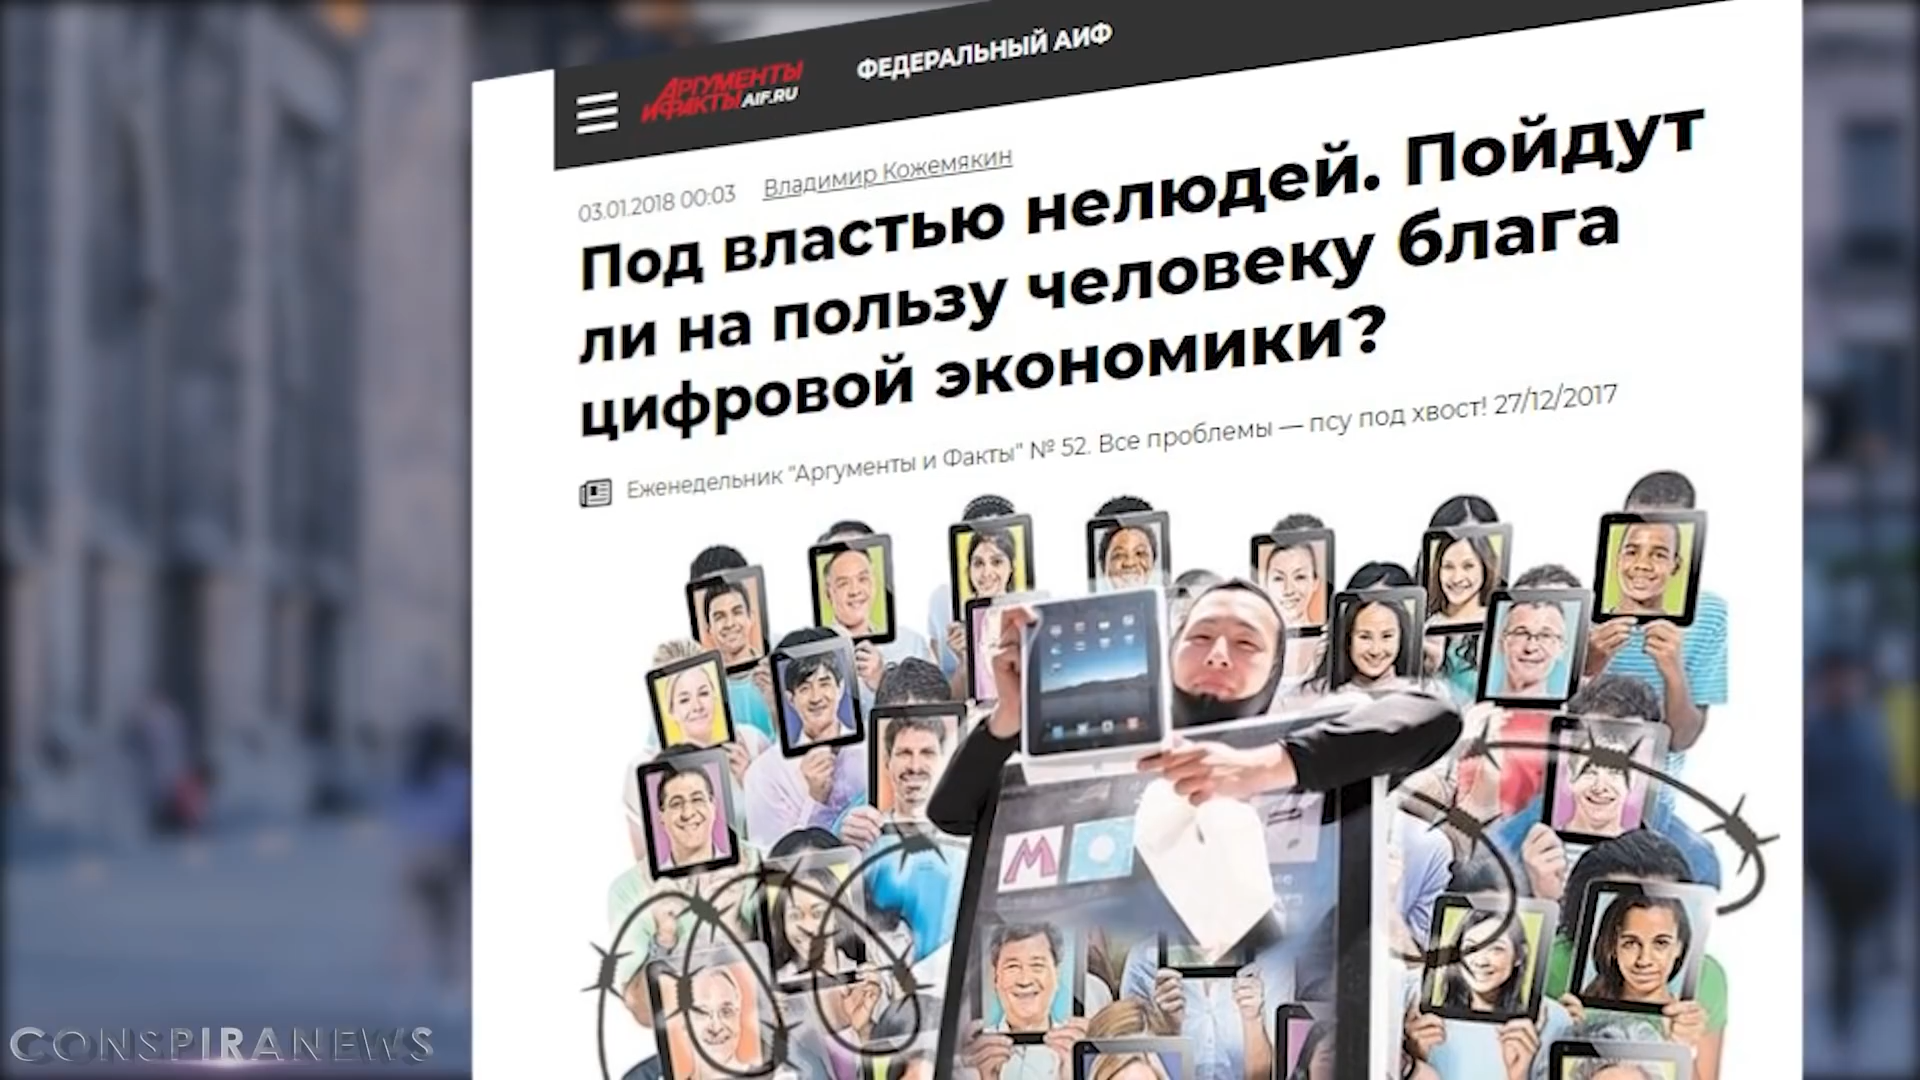 АРГУМЕНТЫ
И ФАКТЫ AIF.RU
ФЕДЕРАЛЬНЫЙ АИФ
03.01.2018 00:03 Владимир Кожемякин
Под властью нелюдей. Пойдут
ли на пользу человеку блага
цифровой экономики?
Еженедельник "Аргументы и Факты" № 52. Все проблемы — псу под хвост! 27/12/2017
CONSPIRANEWS